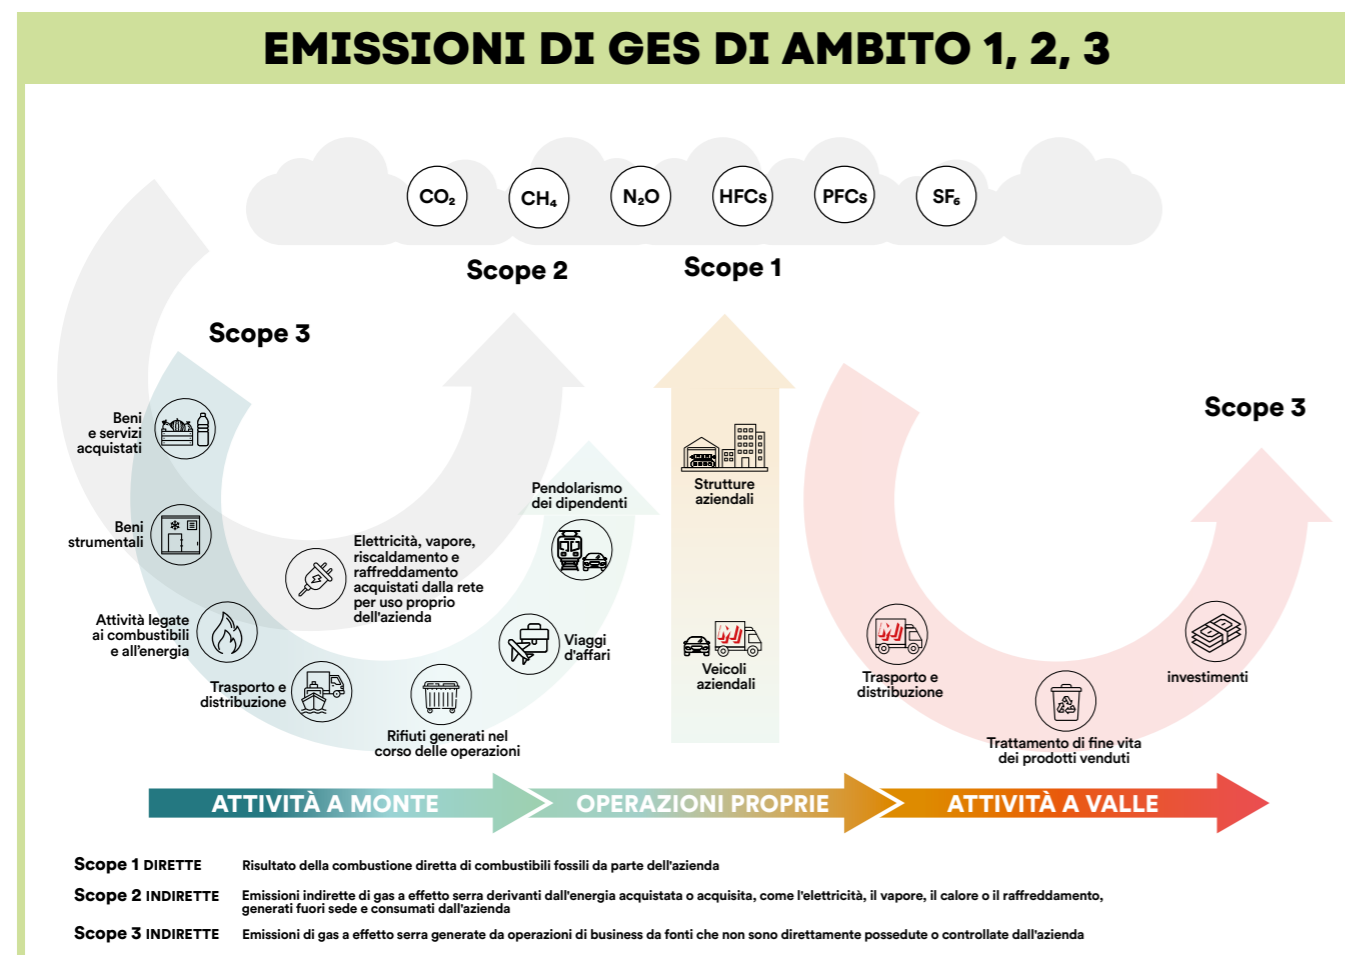 EMISSIONI DI GES DI AMBITO 1, 2, 3
CO₂
CH₄
N₂O
HFCs
PFCs
SF₆
Scope 2
Scope 1
Scope 3
Scope 3
Beni
e servizi
acquistati
Beni
strumentali
Attività legate
ai combustibili
e all'energia
Trasporto e
distribuzione
Rifiuti generati nel
corso delle operazioni
Elettricità, vapore,
riscaldamento e
raffreddamento
acquistati dalla rete
per uso proprio
dell'azienda
Viaggi
d'affari
Pendolarismo
dei dipendenti
Strutture
aziendali
Veicoli
aziendali
Trasporto e
distribuzione
Trattamento di fine vita
dei prodotti venduti
investimenti
ATTIVITÀ A MONTE
OPERAZIONI PROPRIE
ATTIVITÀ A VALLE
Scope 1 DIRETTE
Risultato della combustione diretta di combustibili fossili da parte dell'azienda
Scope 2 INDIRETTE
Emissioni indirette di gas a effetto serra derivanti dall'energia acquistata o acquisita, come l'elettricità, il vapore, il calore o il raffreddamento,
generati fuori sede e consumati dall'azienda
Scope 3 INDIRETTE
Emissioni di gas a effetto serra generate da operazioni di business da fonti che non sono direttamente possedute o controllate dall'azienda